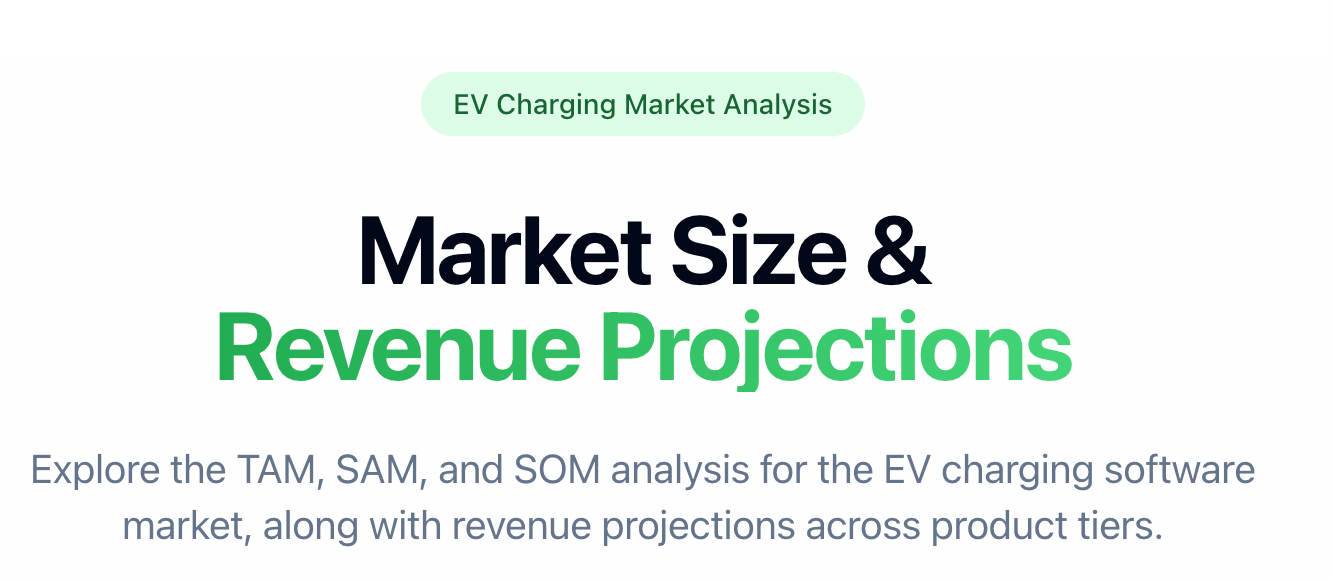 EV Charging Market Analysis
Market Size &
Revenue Projections
Explore the TAM, SAM, and SOM analysis for the EV charging software
market, along with revenue projections across product tiers.